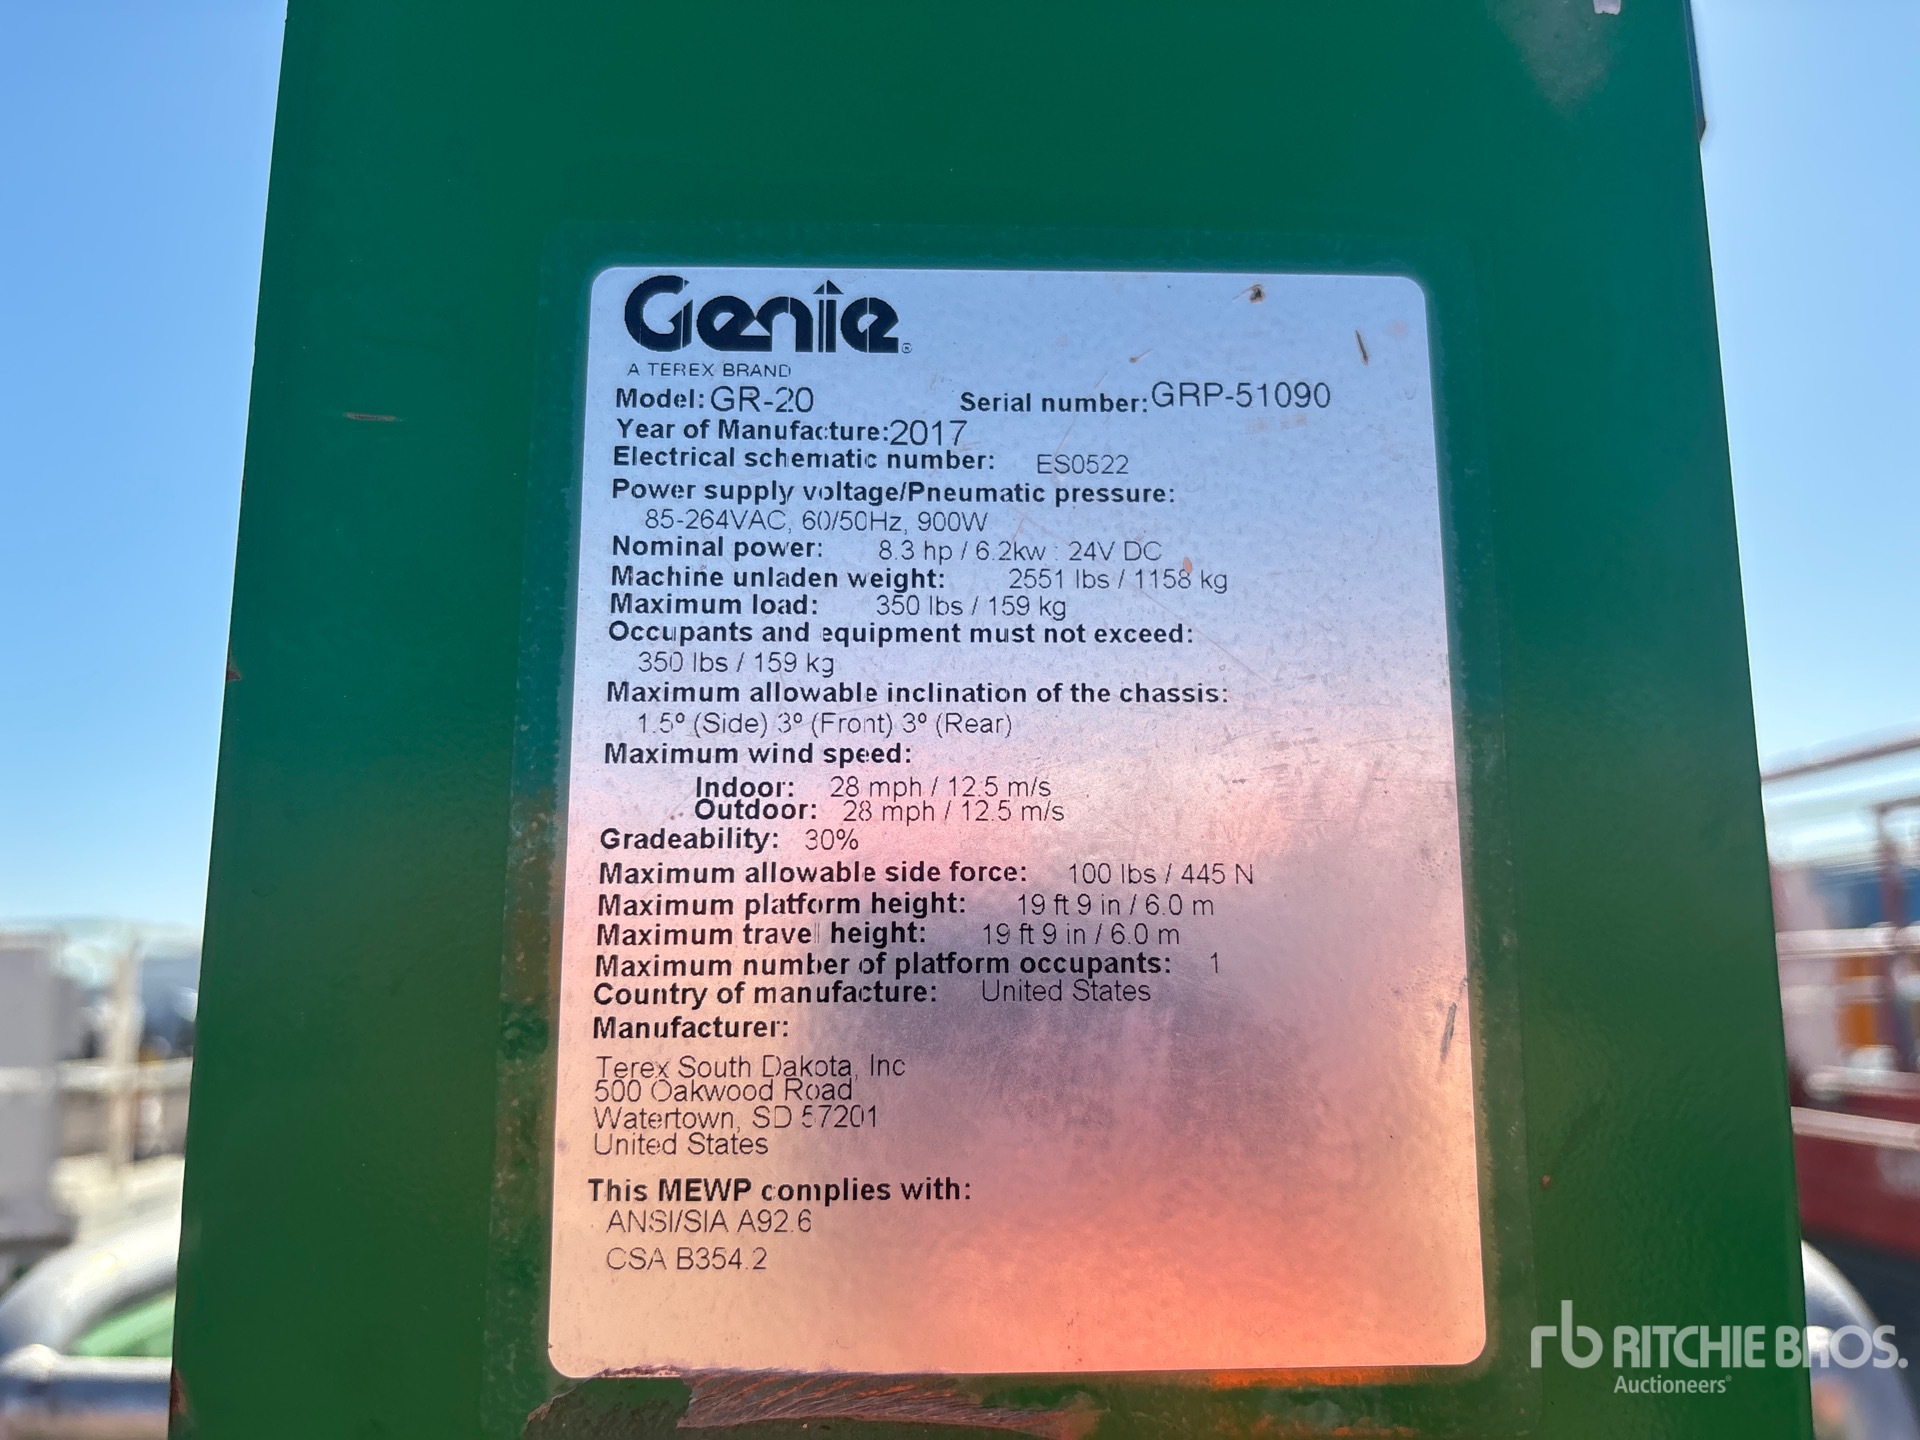 Genie®
A TEREX BRAND
Model: GR-20 Serial number: GRP-51090
Year of Manufacture: 2017
Electrical schematic number: ES0522
Power supply voltage/Pneumatic pressure:
85-264VAC, 60/50Hz, 900W
Nominal power: 8.3 hp / 6.2kw : 24V DC
Machine unladen weight: 2551 lbs / 1158 kg
Maximum load: 350 lbs / 159 kg
Occupants and equipment must not exceed:
350 lbs / 159 kg
Maximum allowable inclination of the chassis:
1.5º (Side) 3º (Front) 3º (Rear)
Maximum wind speed:
Indoor: 28 mph / 12.5 m/s
Outdoor: 28 mph / 12.5 m/s
Gradeability: 30%
Maximum allowable side force: 100 lbs / 445 N
Maximum platform height: 19 ft 9 in / 6.0 m
Maximum travel height: 19 ft 9 in / 6.0 m
Maximum number of platform occupants: 1
Country of manufacture: United States
Manufacturer:
Terex South Dakota, Inc
500 Oakwood Road
Watertown, SD 57201
United States
This MEWP complies with:
ANSI/SIA A92.6
CSA B354.2
rb RITCHIE BROS.
Auctioneers®